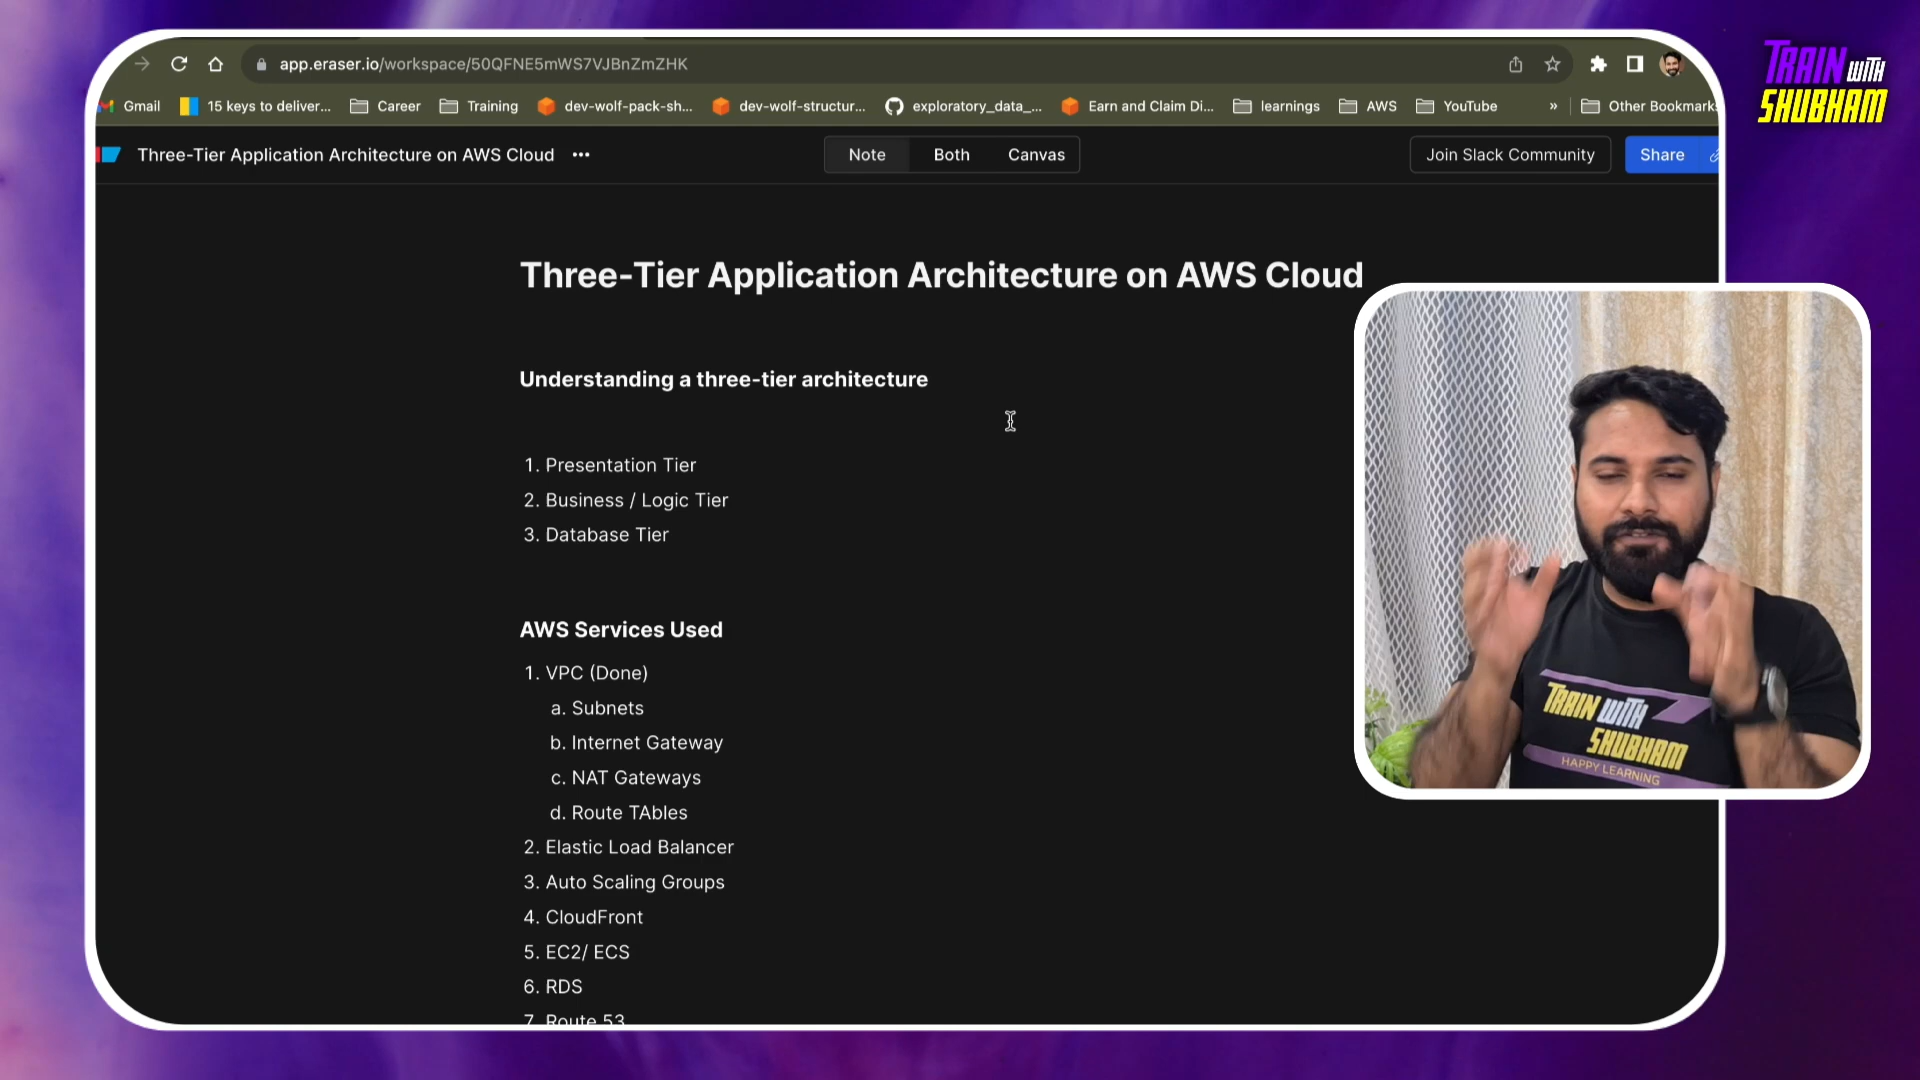 app.eraser.io/workspace/50QFNE5mWS7VJBnZmZHK
Gmail
15 keys to deliver...
Career
Training
dev-wolf-pack-sh...
dev-wolf-structur...
exploratory_data_...
Earn and Claim Di...
learnings
AWS
YouTube
»
Other Bookmarks
TRAIN WITH
SHUBHAM
Three-Tier Application Architecture on AWS Cloud
Note
Both
Canvas
Join Slack Community
Share
Three-Tier Application Architecture on AWS Cloud
Understanding a three-tier architecture
1. Presentation Tier
2. Business / Logic Tier
3. Database Tier
AWS Services Used
1. VPC (Done)
a. Subnets
b. Internet Gateway
c. NAT Gateways
d. Route TAbles
2. Elastic Load Balancer
3. Auto Scaling Groups
4. CloudFront
5. EC2/ ECS
6. RDS
7. Route 53
TRAIN WITH
SHUBHAM
HAPPY LEARNING